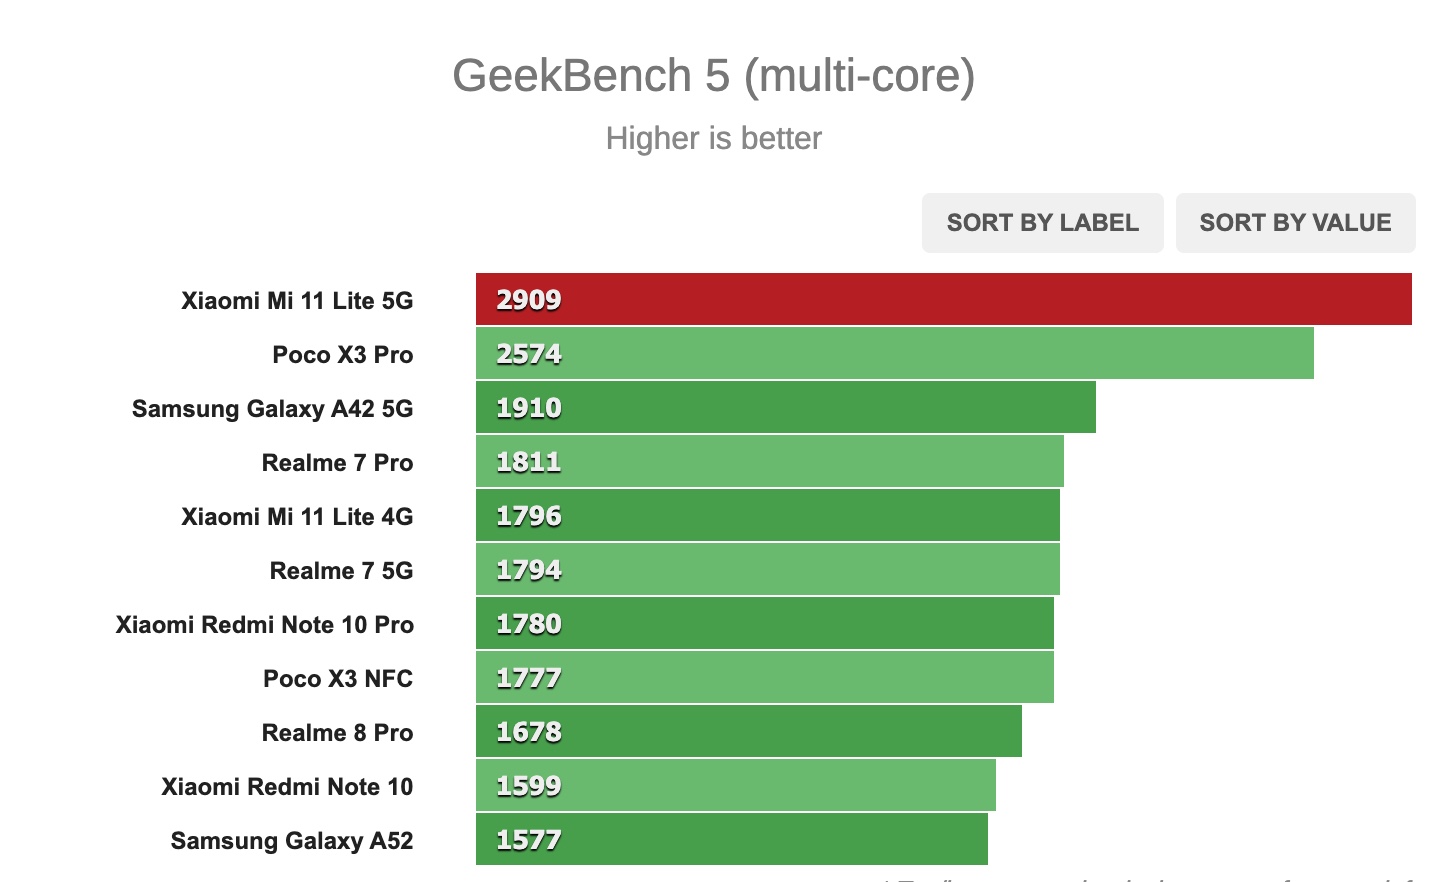 GeekBench 5 (multi-core)
Higher is better
SORT BY LABEL SORT BY VALUE
Xiaomi Mi 11 Lite 5G 2909
Poco X3 Pro 2574
Samsung Galaxy A42 5G 1910
Realme 7 Pro 1811
Xiaomi Mi 11 Lite 4G 1796
Realme 7 5G 1794
Xiaomi Redmi Note 10 Pro 1780
Poco X3 NFC 1777
Realme 8 Pro 1678
Xiaomi Redmi Note 10 1599
Samsung Galaxy A52 1577